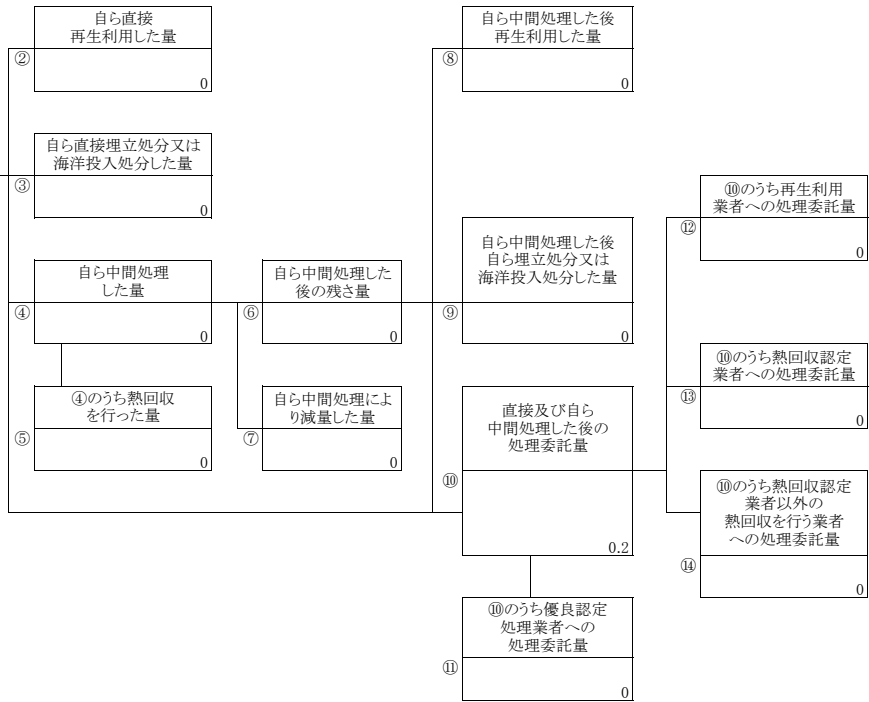 自ら直接
再生利用した量
②
0
自ら直接埋立処分又は
海洋投入処分した量
③
0
自ら中間処理
した量
④
0
④のうち熱回収
を行った量
⑤
0
自ら中間処理した
後の残さ量
⑥
0
自ら中間処理によ
り減量した量
⑦
0
自ら中間処理した後
再生利用した量
⑧
0
自ら中間処理した後
自ら埋立処分又は
海洋投入処分した量
⑨
0
直接及び自ら
中間処理した後の
処理委託量
⑩
0.2
⑩のうち優良認定
処理業者への
処理委託量
⑪
0
⑩のうち再生利用
業者への処理委託量
⑫
0
⑩のうち熱回収認定
業者への処理委託量
⑬
0
⑩のうち熱回収認定
業者以外の
熱回収を行う業者
への処理委託量
⑭
0